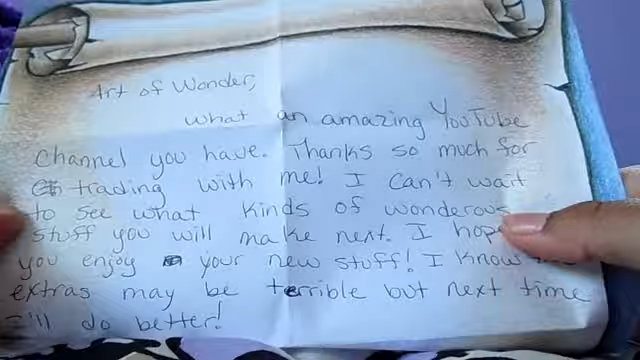 Art of Wonder,
what an amazing YouTube
channel you have. Thanks so much for
trading with me! I can't wait
to see what kinds of wonderous
stuff you will make next. I hope
you enjoy your new stuff! I know
extras may be terrible but next time
I'll do better!